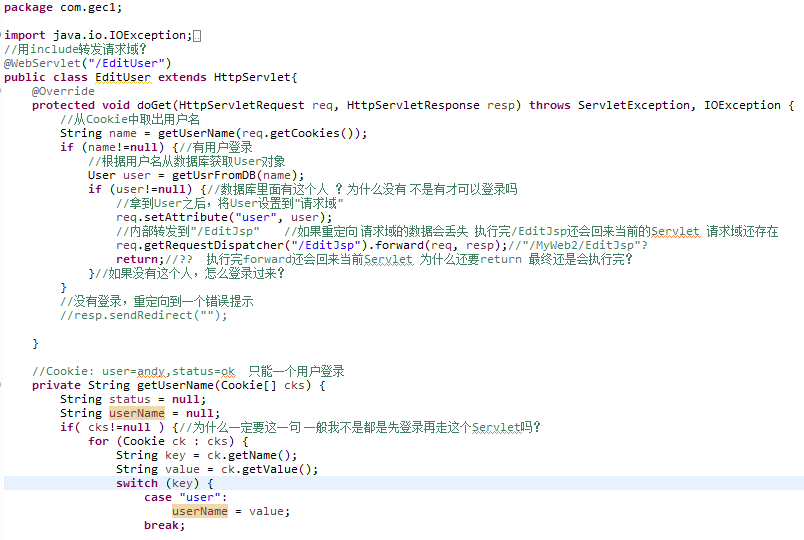 package com.gec1;
import java.io.IOException;
//用include转发请求域?
@WebServlet("/EditUser")
public class EditUser extends HttpServlet{
@Override
protected void doGet(HttpServletRequest req, HttpServletResponse resp) throws ServletException, IOException {
//从Cookie中取出用户名
String name = getUserName(req.getCookies());
if (name!=null) {//有用户登录
//根据用户名从数据库获取User对象
User user = getUsrFromDB(name);
if (user!=null) {//数据库里面有这个人 ? 为什么没有 不是有才可以登录吗
//拿到User之后，将User设置到"请求域"
req.setAttribute("user", user);
//内部转发到"/EditJsp" //如果重定向 请求域的数据会丢失 执行完/EditJsp还会回来当前的Servlet 请求域还存在
req.getRequestDispatcher("/EditJsp").forward(req, resp);//"/MyWeb2/EditJsp"?
return;//?? 执行完forward还会回来当前Servlet 为什么还要return 最终还是会执行完?
}//如果没有这个人，怎么登录过来?
}
//没有登录，重定向到一个错误提示
//resp.sendRedirect("");
}
//Cookie: user=andy,status=ok 只能一个用户登录
private String getUserName(Cookie[] cks) {
String status = null;
String userName = null;
if( cks!=null ) {//为什么一定要这一句 一般我不是都是先登录再走这个Servlet吗?
for (Cookie ck : cks) {
String key = ck.getName();
String value = ck.getValue();
switch (key) {
case "user":
userName = value;
break;